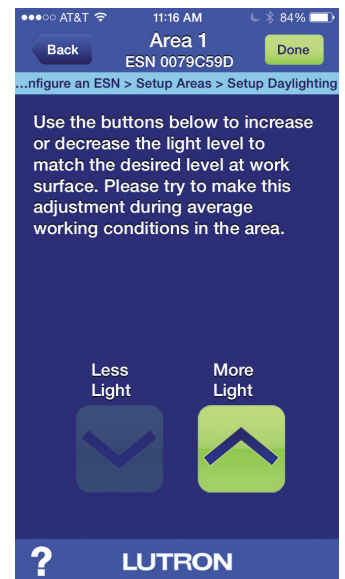 AT&T 11:16 AM 84%
Back
Area 1
ESN 0079C59D
Done
...nfigure an ESN > Setup Areas > Setup Daylighting
Use the buttons below to increase
or decrease the light level to
match the desired level at work
surface. Please try to make this
adjustment during average
working conditions in the area.
Less
Light
More
Light
?
LUTRON